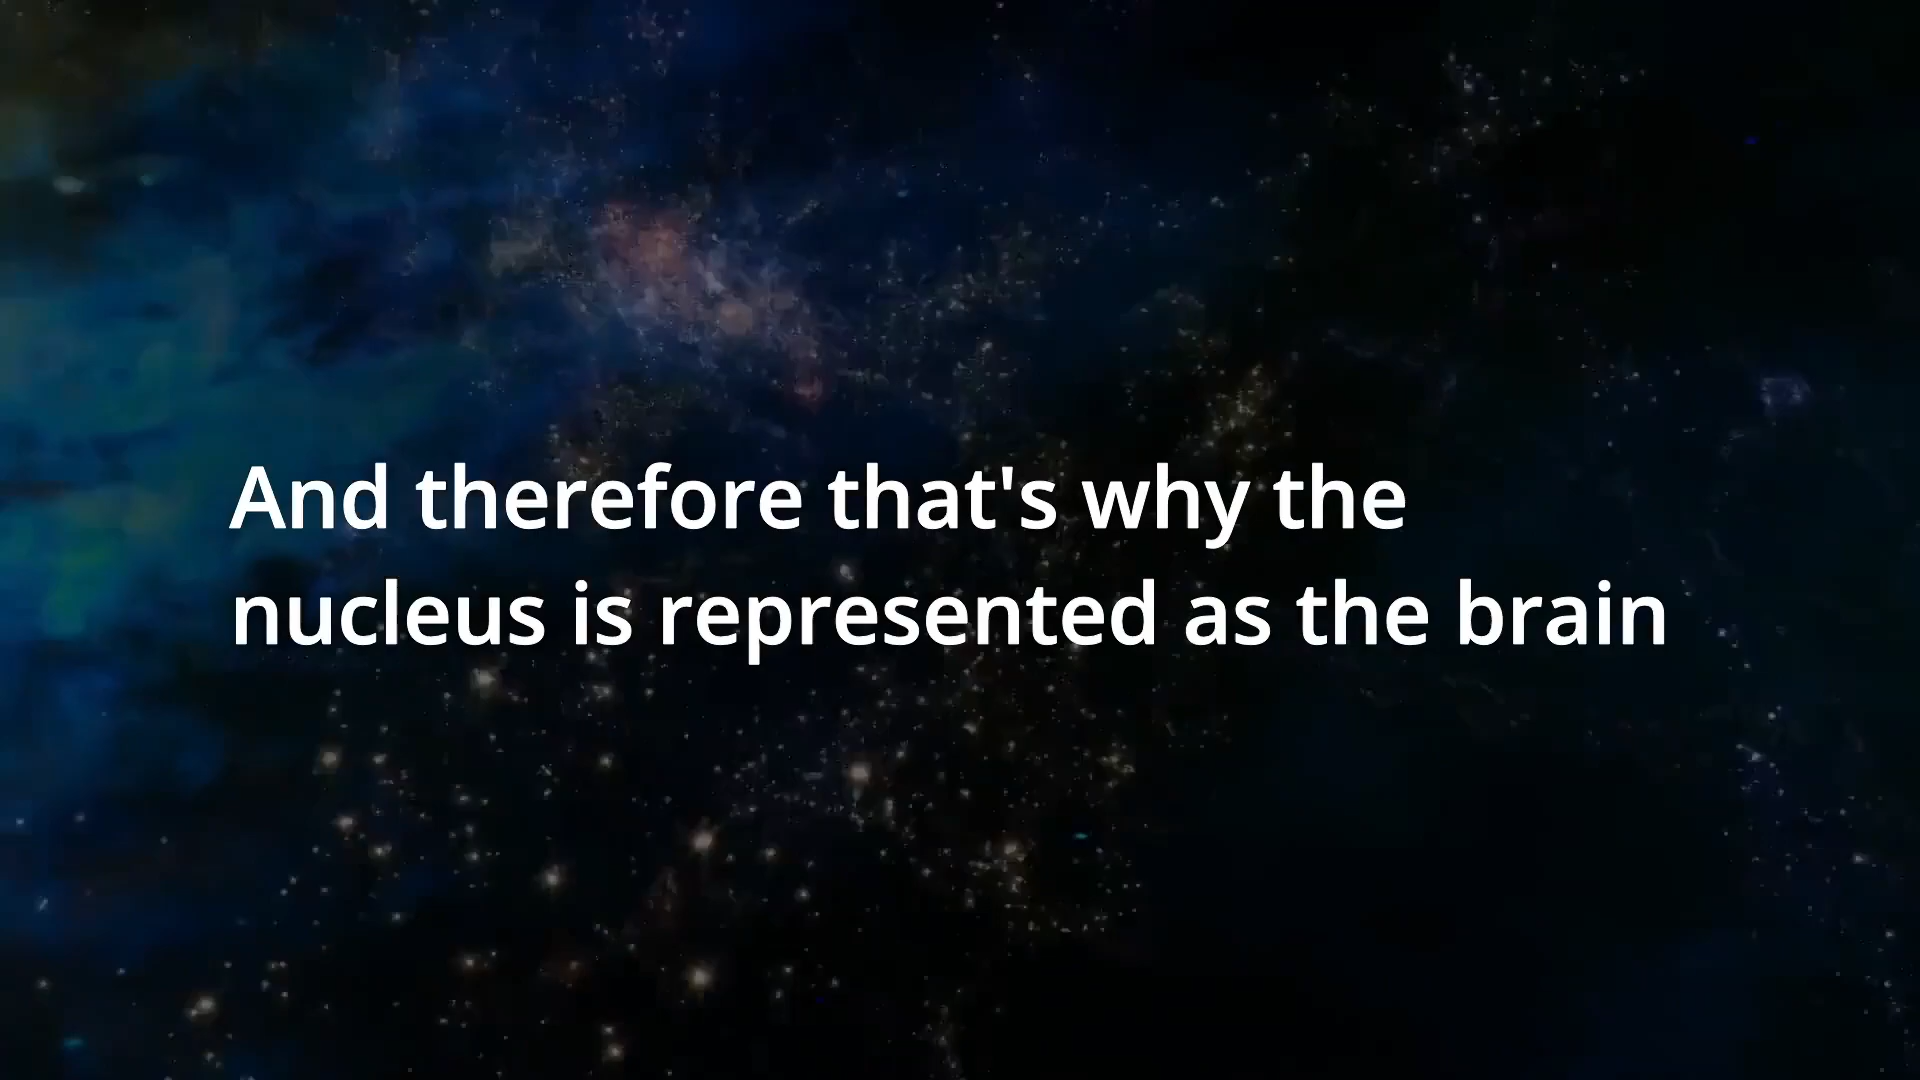 And therefore that's why the
nucleus is represented as the brain